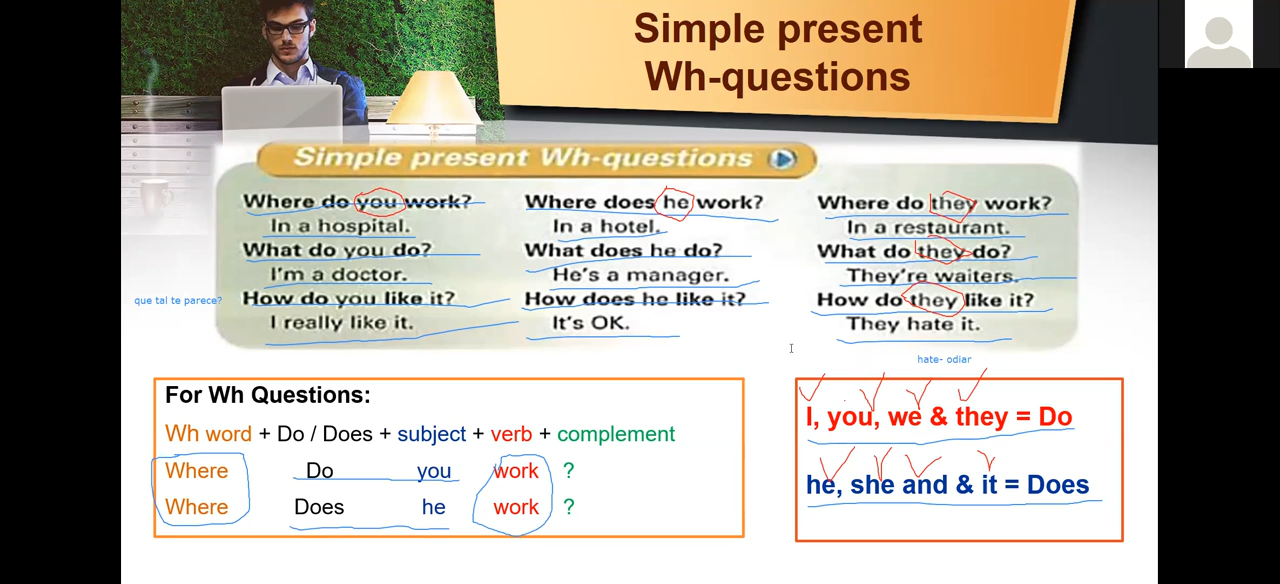 Simple present
Wh-questions
Simple present Wh-questions
Where do you work?
In a hospital.
What do you do?
I'm a doctor.
que tal te parece?
How do you like it?
I really like it.
Where does he work?
In a hotel.
What does he do?
He's a manager.
How does he like it?
It's OK.
Where do they work?
In a restaurant.
What do they do?
They're waiters.
How do they like it?
They hate it.
hate- odiar
For Wh Questions:
Wh word + Do / Does + subject + verb + complement
Where Do you work ?
Where Does he work ?
I, you, we & they = Do
he, she and & it = Does